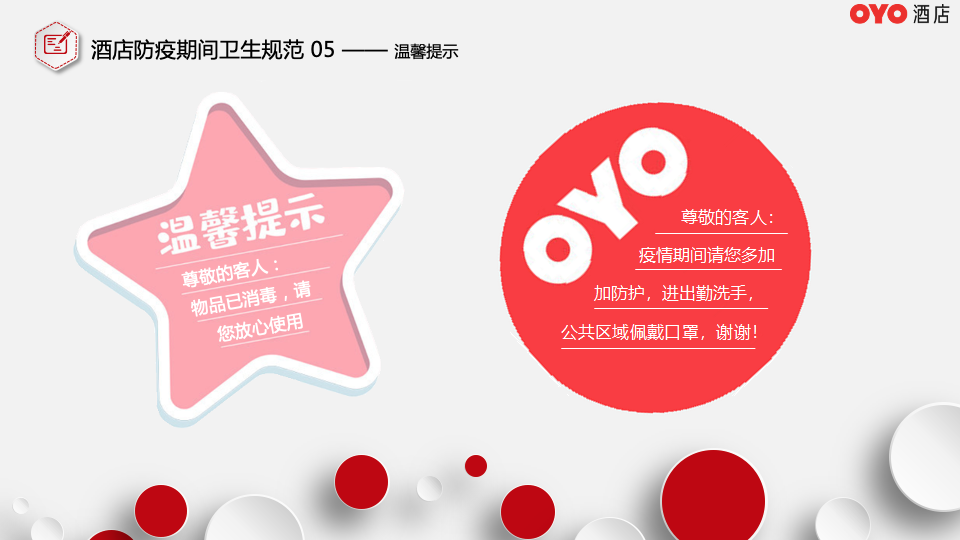 OYO 酒店
酒店防疫期间卫生规范 05 —— 温馨提示
温馨提示
尊敬的客人：
物品已消毒，请
您放心使用
OYO
尊敬的客人：
疫情期间请您多加
加防护，进出勤洗手，
公共区域佩戴口罩，谢谢!